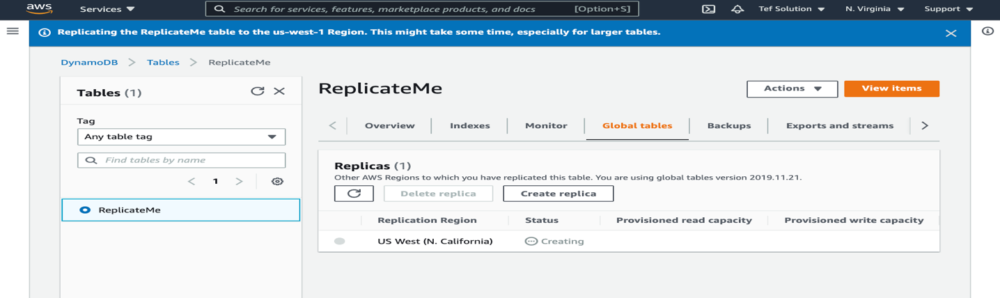 aws Services Search for services, features, marketplace products, and docs [Option+S] Tef Solution N. Virginia Support
Replicating the ReplicateMe table to the us-west-1 Region. This might take some time, especially for larger tables.
DynamoDB > Tables > ReplicateMe
Tables (1)
Tag
Any table tag
Find tables by name
< 1 >
ReplicateMe
ReplicateMe
Actions View items
Overview Indexes Monitor Global tables Backups Exports and streams
Replicas (1)
Other AWS Regions to which you have replicated this table. You are using global tables version 2019.11.21.
Delete replica Create replica
Replication Region Status Provisioned read capacity Provisioned write capacity
US West (N. California) Creating